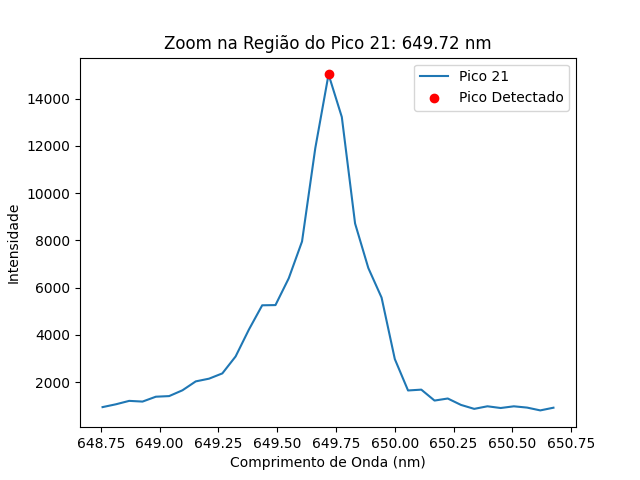 Zoom na Região do Pico 21: 649.72 nm
Pico 21
Pico Detectado
14000
12000
10000
8000
6000
4000
2000
Intensidade
648.75 649.00 649.25 649.50 649.75 650.00 650.25 650.50 650.75
Comprimento de Onda (nm)